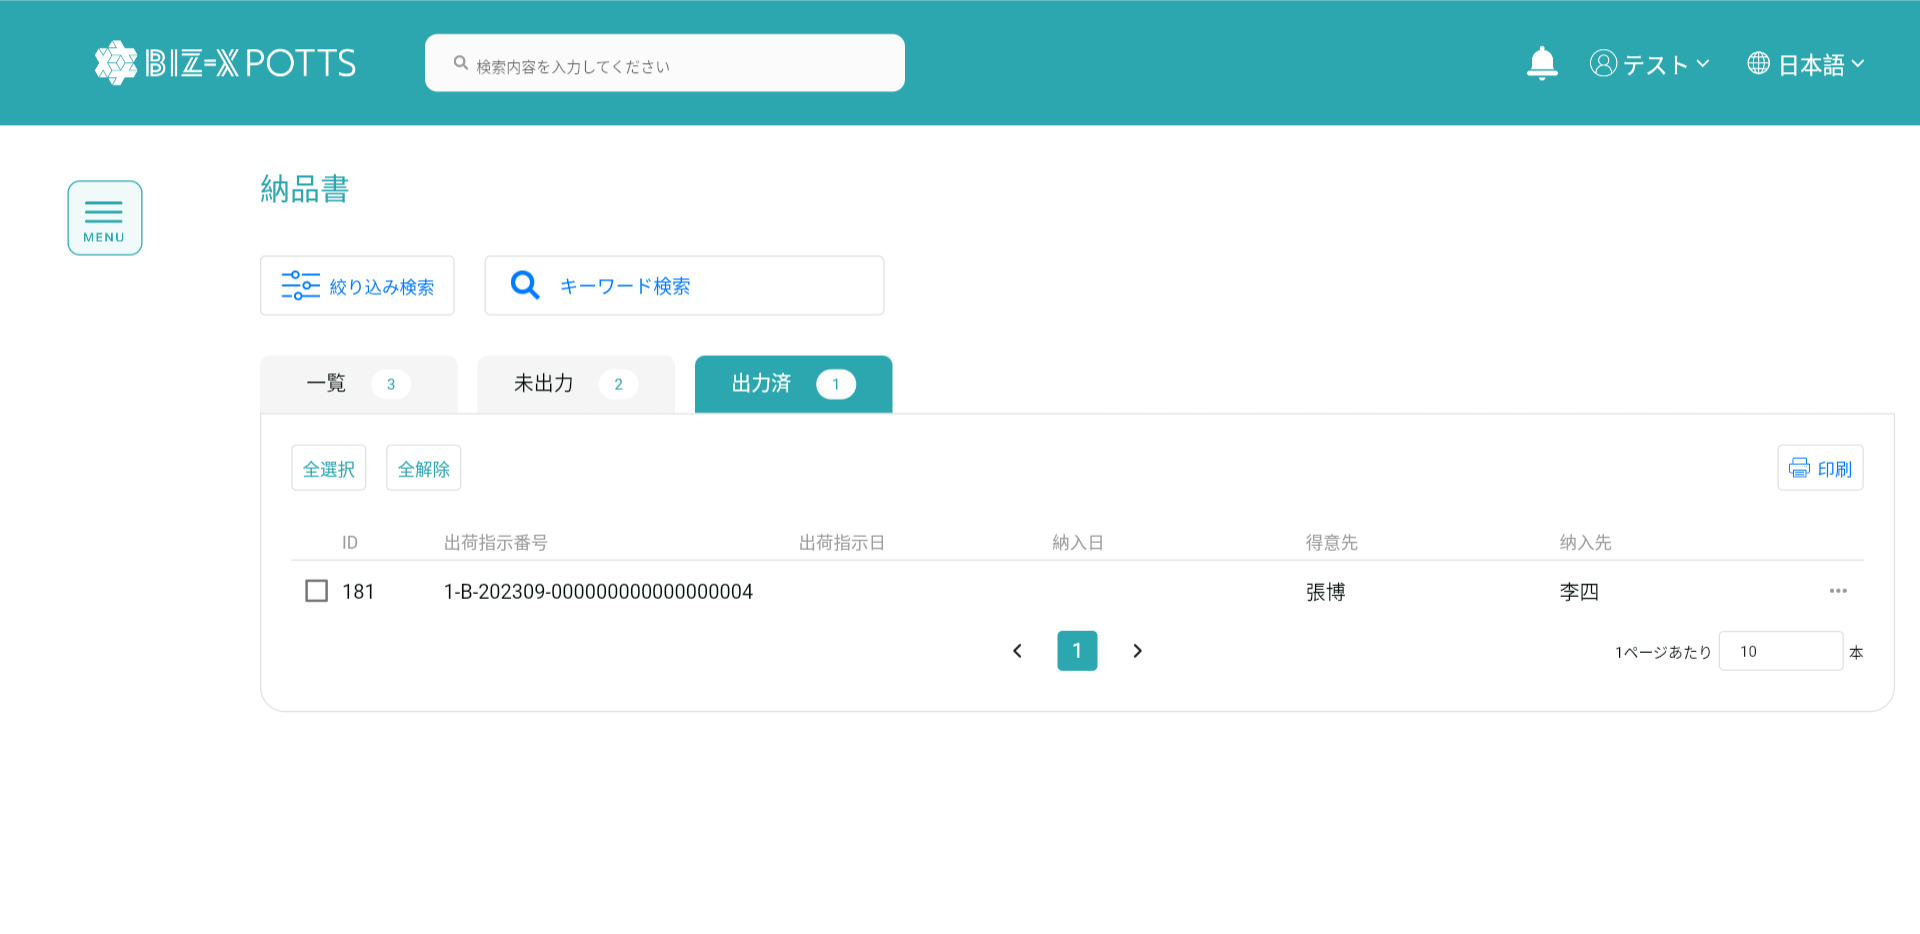 BIZ=X POTTS
検索内容を入力してください
テスト
日本語
MENU
納品書
絞り込み検索
キーワード検索
一覧 3
未出力 2
出力済 1
全選択
全解除
印刷
ID 出荷指示番号 出荷指示日 納入日 得意先 納入先
181 1-B-202309-000000000000000004 張博 李四
1
1ページあたり 10 本